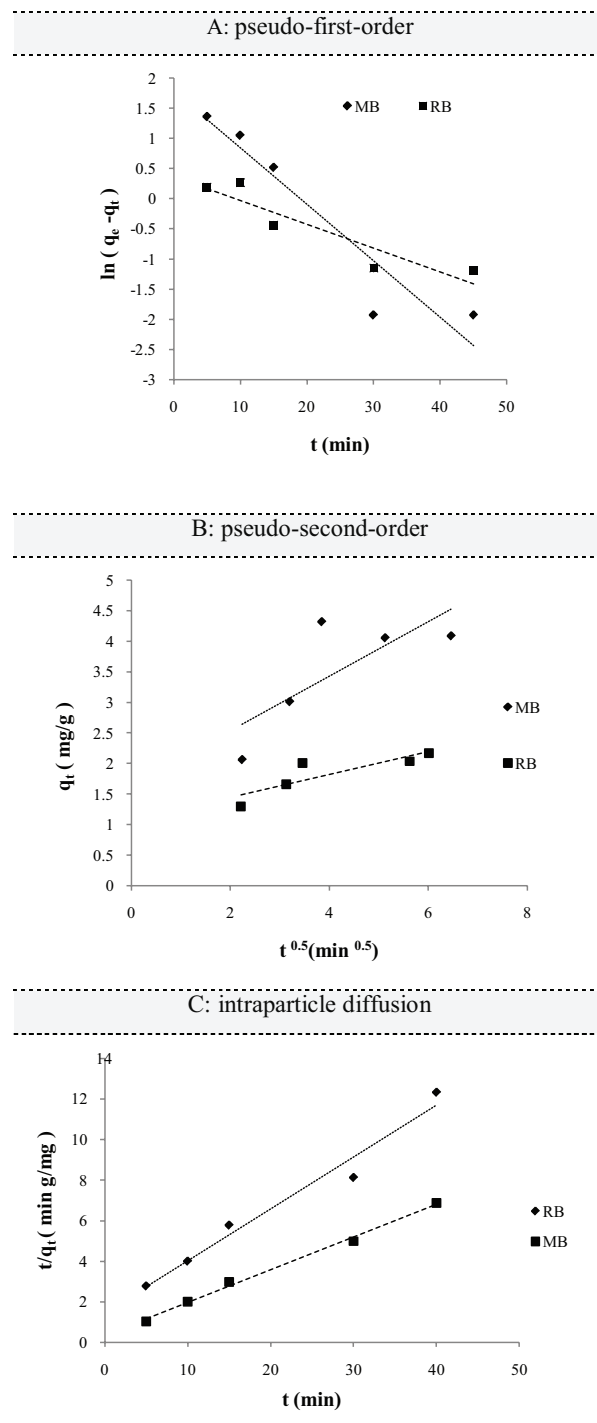 A: pseudo-first-order
2
1.5
1
0.5
0
-0.5
-1
-1.5
-2
-2.5
-3
MB RB
ln ( qe -qt )
0 10 20 30 40 50
t (min)
B: pseudo-second-order
5
4.5
4
3.5
3
2.5
2
1.5
1
0.5
0
MB
RB
qt ( mg/g)
0 2 4 6 8
t 0.5(min 0.5)
C: intraparticle diffusion
14
12
10
8
6
4
2
0
RB
MB
t/qt ( min g/mg )
0 10 20 30 40 50
t (min)